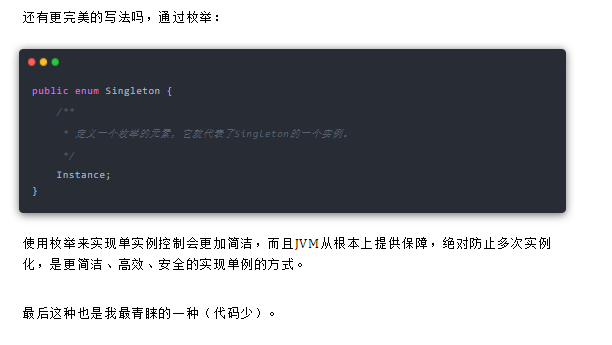 还有更完美的写法吗，通过枚举：
public enum Singleton {
/**
* 定义一个枚举的元素，它就代表了Singleton的一个实例。
*/
Instance;
}
使用枚举来实现单实例控制会更加简洁，而且JVM从根本上提供保障，绝对防止多次实例
化，是更简洁、高效、安全的实现单例的方式。
最后这种也是我最青睐的一种（代码少）。